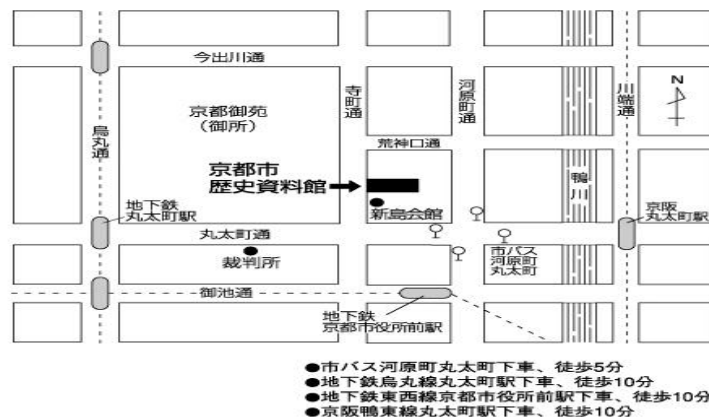 今出川通
寺町通
河原町通
川端通
N
京都御苑
(御所)
烏丸通
荒神口通
京都市
歴史資料館
鴨川
地下鉄
丸太町駅
新島会館
京阪
丸太町駅
丸太町通
裁判所
市バス
河原町
丸太町
御池通
地下鉄
京都市役所前駅
●市バス河原町丸太町下車、徒歩5分
●地下鉄烏丸線丸太町駅下車、徒歩10分
●地下鉄東西線京都市役所前駅下車、徒歩10分
●京阪鴨東線丸太町駅下車、徒歩10分